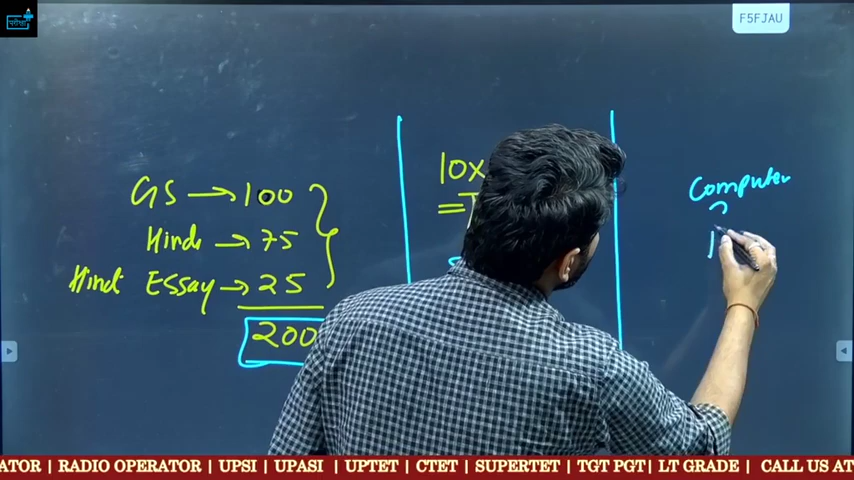 परीक्षा
F5FJAU
GS → 100
Hindi → 75
Hindi Essay → 25
200
10x
=
Computer
ATOR | RADIO OPERATOR | UPSI | UPASI | UPTET | CTET | SUPERTET | TGT PGT | LT GRADE | CALL US AT